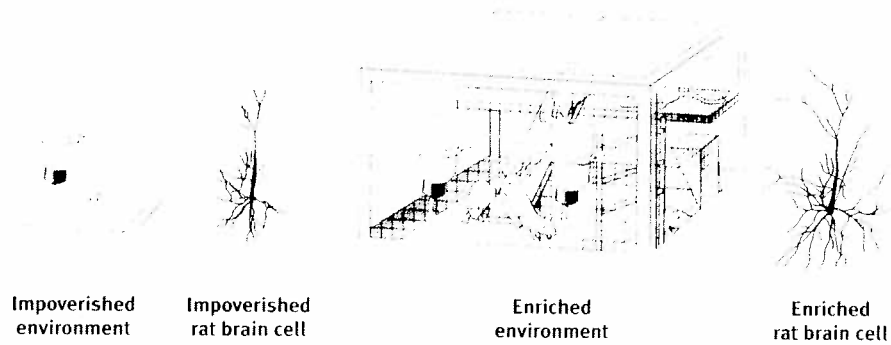 Impoverished
environment
Impoverished
rat brain cell
Enriched
environment
Enriched
rat brain cell